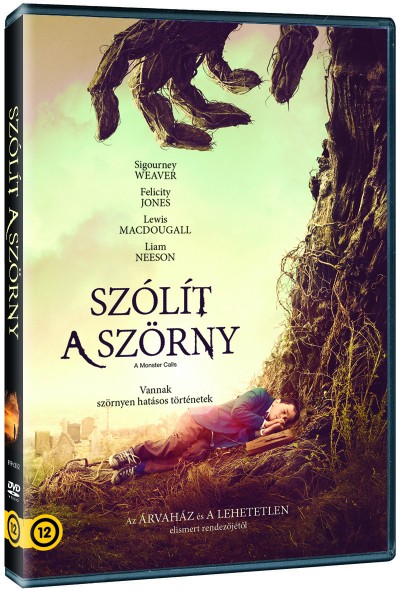 SZÓLÍT A SZÖRNY
DVD
12
Sigourney
WEAVER
Felicity
JONES
Lewis
MACDOUGALL
Liam
NEESON
SZÓLÍT
A SZÖRNY
A Monster Calls
Vannak
szörnyen hatásos történetek
Az ÁRVAHÁZ és A LEHETETLEN
elismert rendezőjétől
12